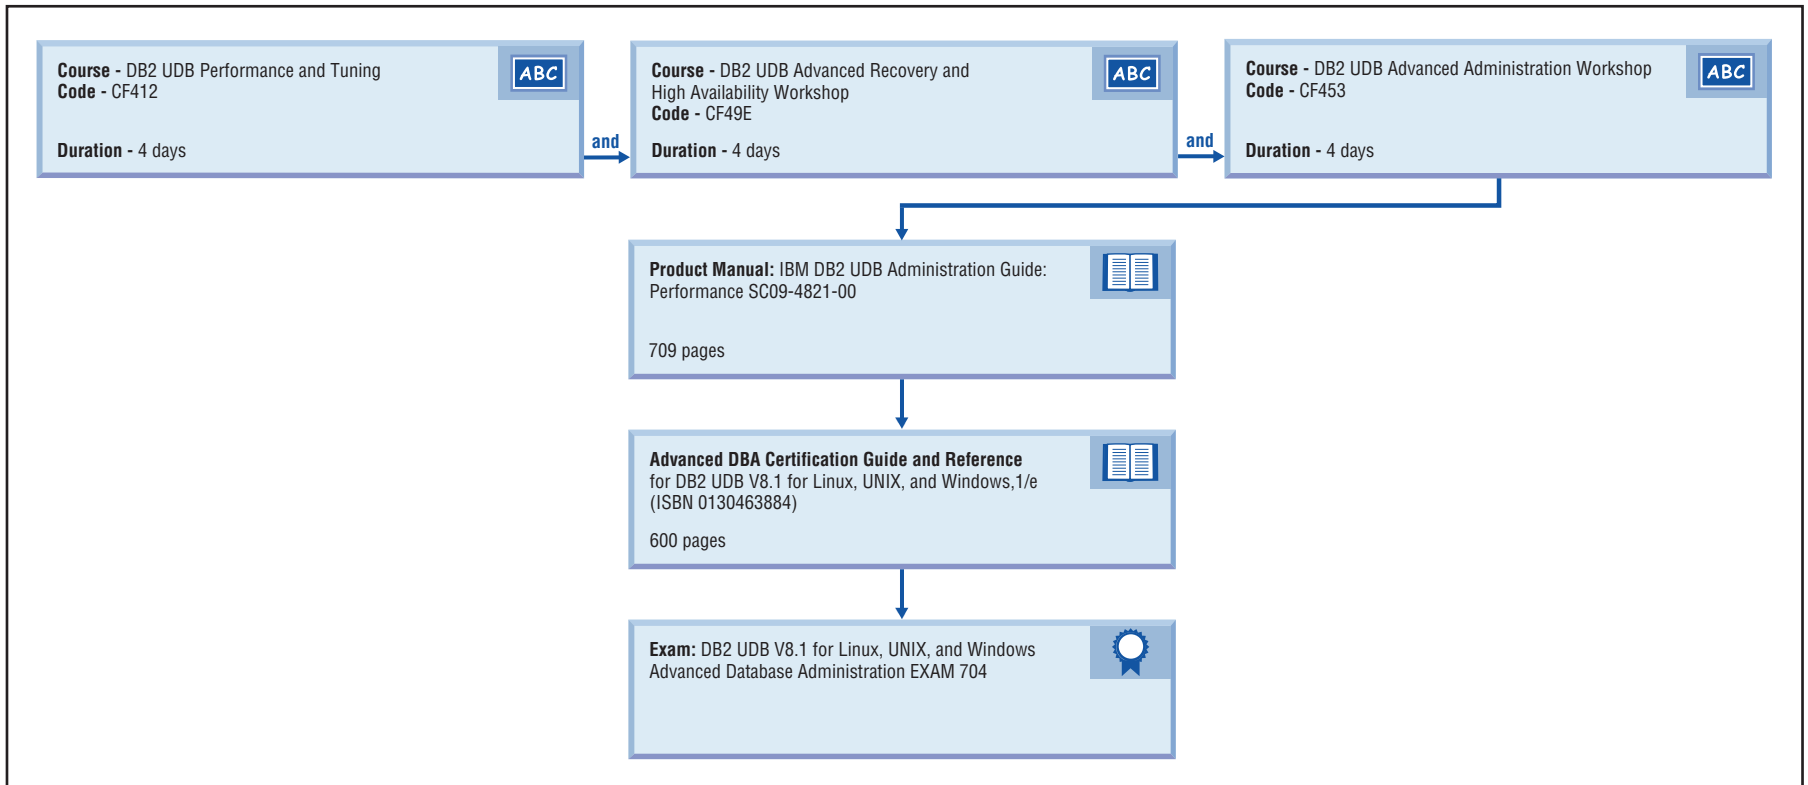 Course - DB2 UDB Performance and Tuning
Code - CF412
Duration - 4 days
ABC
and
Course - DB2 UDB Advanced Recovery and
High Availability Workshop
Code - CF49E
Duration - 4 days
ABC
and
Course - DB2 UDB Advanced Administration Workshop
Code - CF453
Duration - 4 days
ABC
Product Manual: IBM DB2 UDB Administration Guide:
Performance SC09-4821-00
709 pages
Advanced DBA Certification Guide and Reference
for DB2 UDB V8.1 for Linux, UNIX, and Windows,1/e
(ISBN 0130463884)
600 pages
Exam: DB2 UDB V8.1 for Linux, UNIX, and Windows
Advanced Database Administration EXAM 704